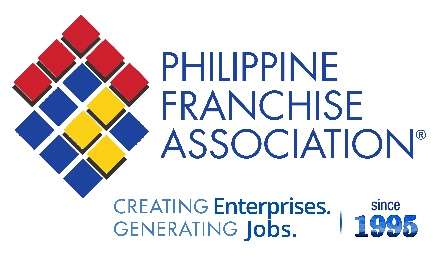 PHILIPPINE
FRANCHISE
ASSOCIATION®
CREATING Enterprises.
GENERATING Jobs.
since
1995